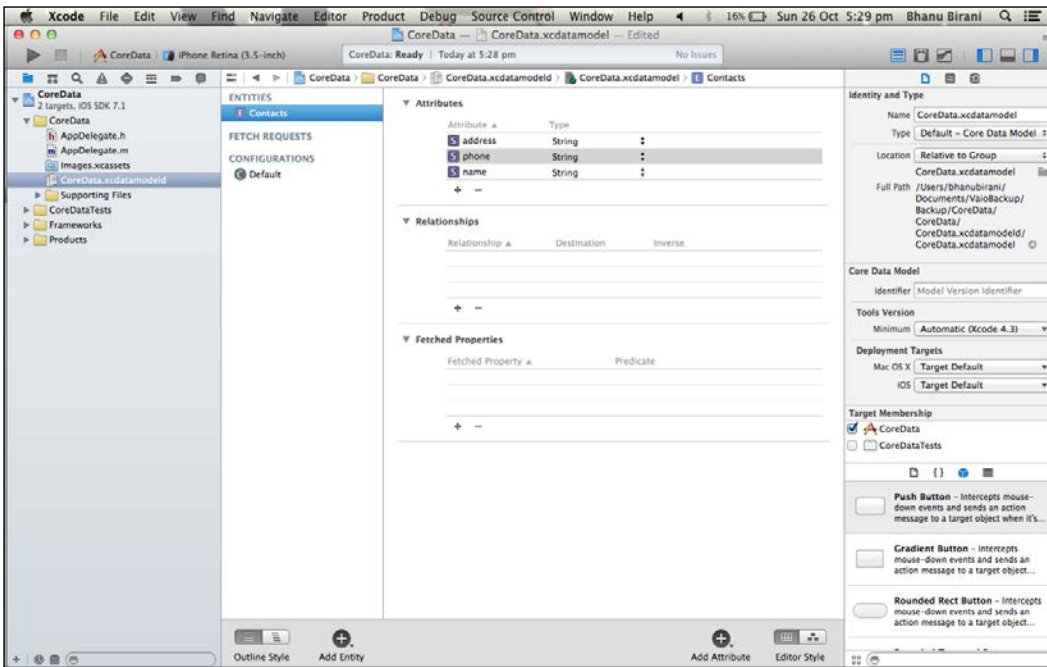 Xcode File Edit View Find Navigate Editor Product Debug Source Control Window Help 16% Sun 26 Oct 5:29 pm Bhanu Birani
CoreData — CoreData.xcdatamodel — Edited
CoreData iPhone Retina (3.5-inch)
CoreData: Ready Today at 5:28 pm No Issues
CoreData CoreData CoreData.xcdatamodeld CoreData.xcdatamodel E Contacts
CoreData
2 targets, iOS SDK 7.1
CoreData
h AppDelegate.h
m AppDelegate.m
Images.xcassets
CoreData.xcdatamodeld
Supporting Files
CoreDataTests
Frameworks
Products
ENTITIES
E Contacts
FETCH REQUESTS
CONFIGURATIONS
C Default
Attributes
Attribute Type
S address String
S phone String
S name String
+ −
Relationships
Relationship Destination Inverse
+ −
Fetched Properties
Fetched Property Predicate
+ −
Outline Style Add Entity Add Attribute Editor Style
Identity and Type
Name CoreData.xcdatamodel
Type Default - Core Data Model
Location Relative to Group
CoreData.xcdatamodel
Full Path /Users/bhanubirani/
Documents/VaioBackup/
Backup/CoreData/
CoreData/
CoreData.xcdatamodeld/
CoreData.xcdatamodel
Core Data Model
Identifier Model Version Identifier
Tools Version
Minimum Automatic (Xcode 4.3)
Deployment Targets
Mac OS X Target Default
iOS Target Default
Target Membership
CoreData
CoreDataTests
{ }
Push Button - Intercepts mouse-
down events and sends an action
message to a target object when it's...
Gradient Button - Intercepts
mouse-down events and sends an
action message to a target object...
Rounded Rect Button - Intercepts
mouse-down events and sends an
action message to a target object...